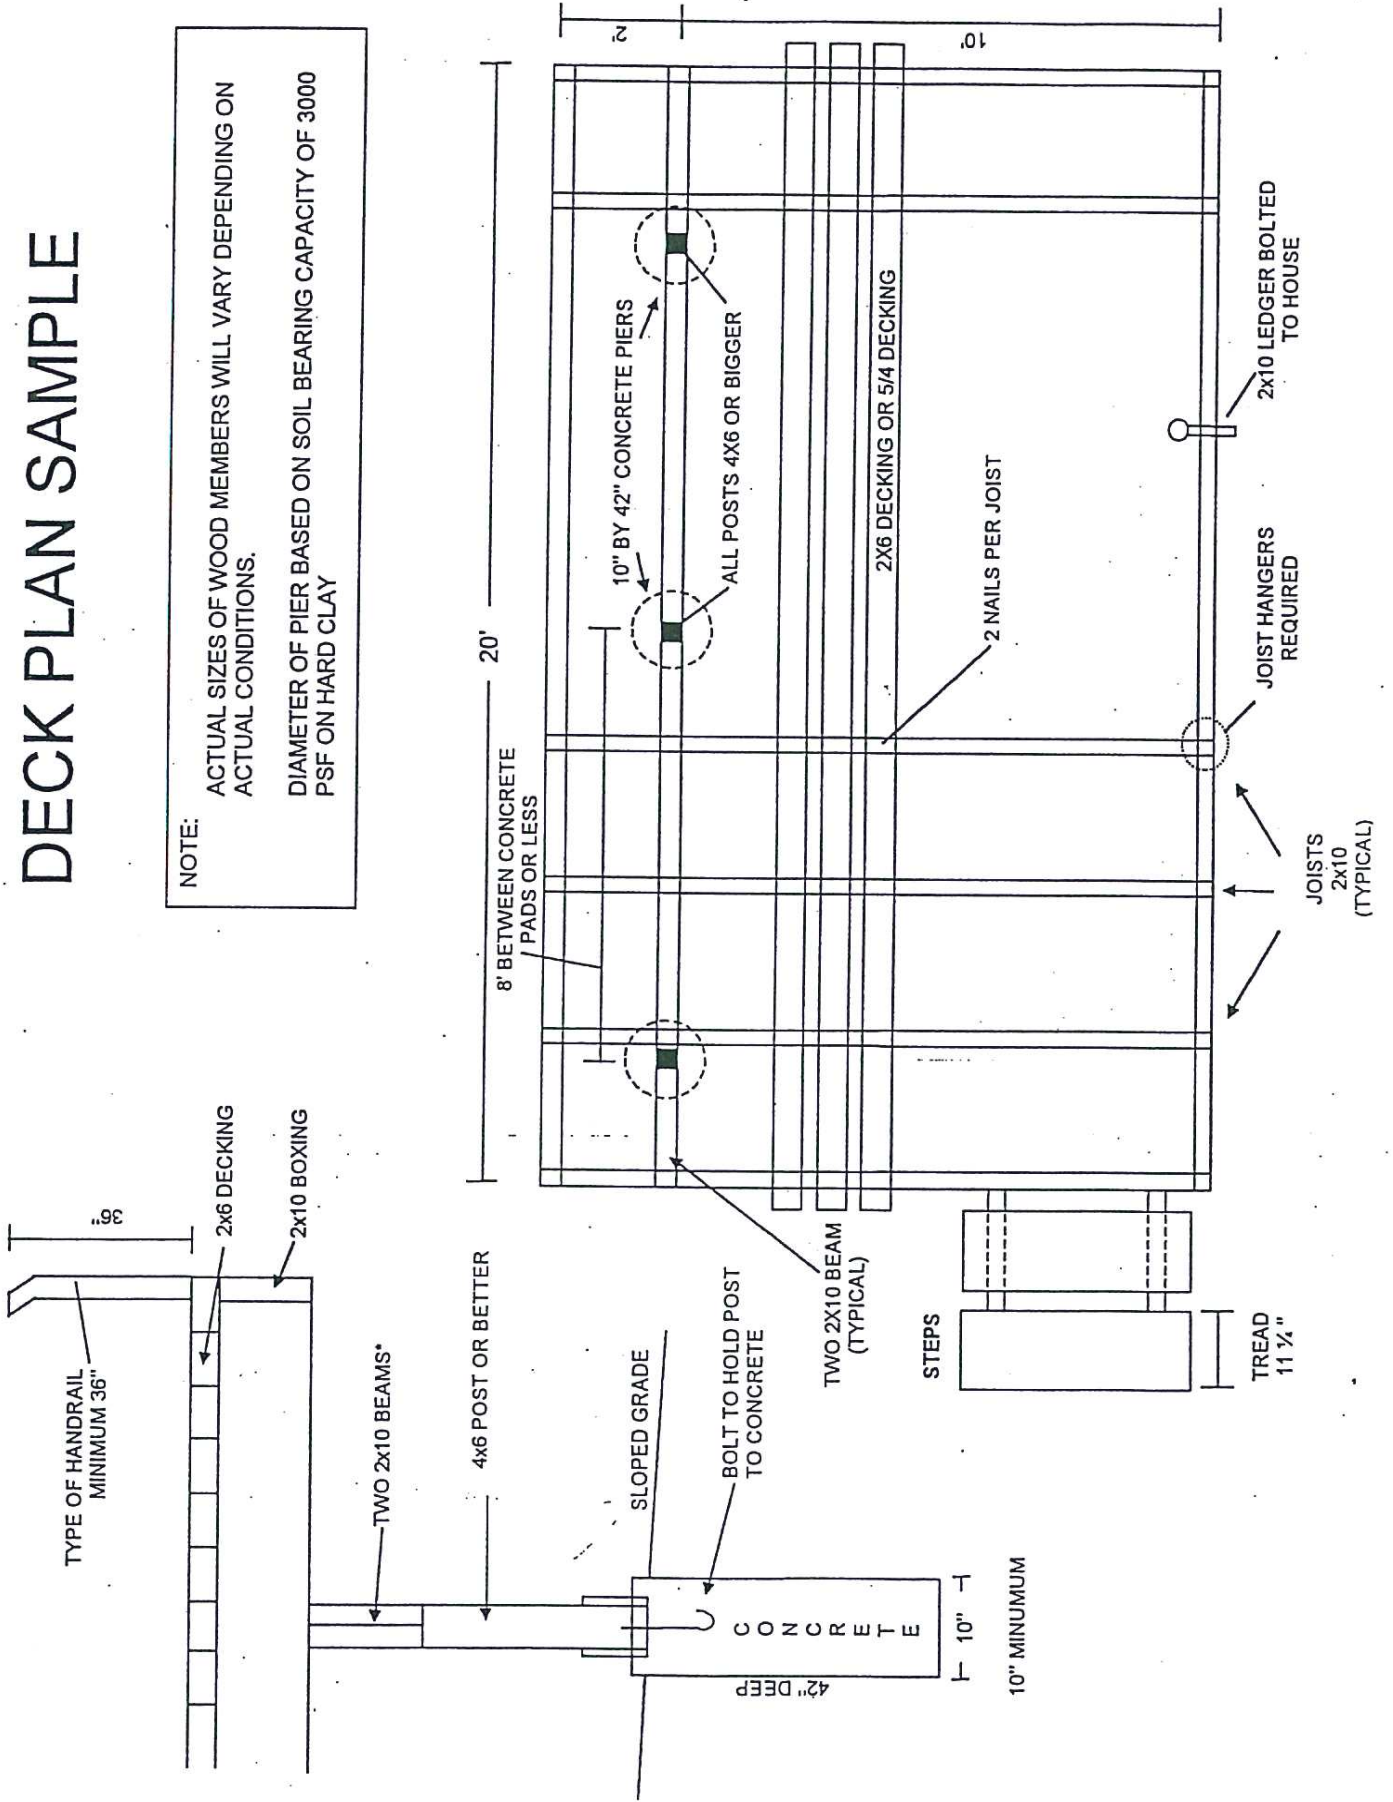 DECK PLAN SAMPLE
NOTE:
ACTUAL SIZES OF WOOD MEMBERS WILL VARY DEPENDING ON
ACTUAL CONDITIONS.
DIAMETER OF PIER BASED ON SOIL BEARING CAPACITY OF 3000
PSF ON HARD CLAY
TYPE OF HANDRAIL
MINIMUM 36"
36"
2x6 DECKING
2x10 BOXING
TWO 2x10 BEAMS*
4x6 POST OR BETTER
SLOPED GRADE
BOLT TO HOLD POST
TO CONCRETE
CONCRETE
42" DEEP
10"
10" MINUMUM
20'
8' BETWEEN CONCRETE
PADS OR LESS
2'
10'
10" BY 42" CONCRETE PIERS
ALL POSTS 4X6 OR BIGGER
2X6 DECKING OR 5/4 DECKING
2 NAILS PER JOIST
TWO 2X10 BEAM
(TYPICAL)
STEPS
TREAD
11 ¼"
JOISTS
2x10
(TYPICAL)
JOIST HANGERS
REQUIRED
2x10 LEDGER BOLTED
TO HOUSE